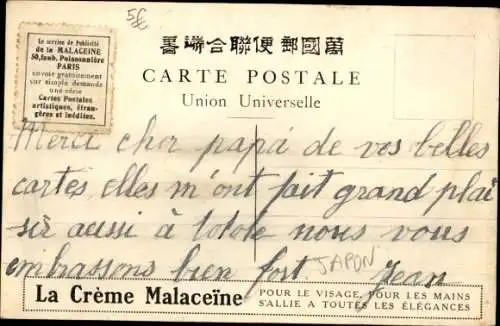 5€
Le service de Publicité
de la MALACEINE
50, faub. Poissonnière
PARIS
envoie gratuitement
sur simple demande
une série
Cartes Postales
artistiques, étran-
gères et inédites.
書端合聯便郵國萬
CARTE POSTALE
Union Universelle
Merci cher papa de vos belles
cartes, elles m'ont fait grand plai
sir aussi à totote nous vous
embrassons bien fort. Jean
JAPON
La Crème Malaceïne
POUR LE VISAGE, POUR LES MAINS
S'ALLIE A TOUTES LES ÉLÉGANCES